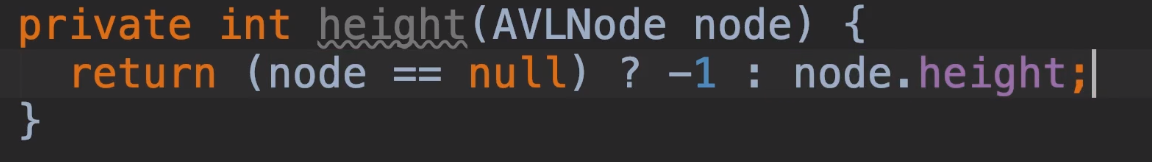 private int height(AVLNode node) {
return (node == null) ? -1 : node.height;
}